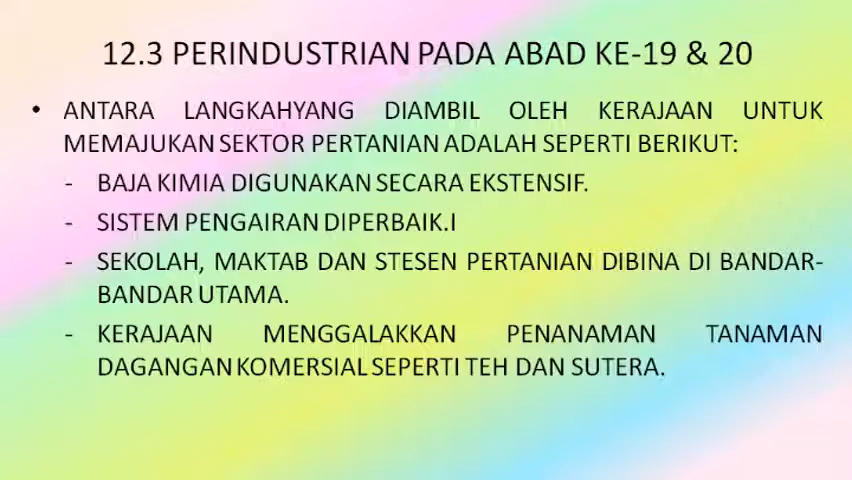 12.3 PERINDUSTRIAN PADA ABAD KE-19 & 20
• ANTARA LANGKAHYANG DIAMBIL OLEH KERAJAAN UNTUK
MEMAJUKAN SEKTOR PERTANIAN ADALAH SEPERTI BERIKUT:
- BAJA KIMIA DIGUNAKAN SECARA EKSTENSIF.
- SISTEM PENGAIRAN DIPERBAIK.I
- SEKOLAH, MAKTAB DAN STESEN PERTANIAN DIBINA DI BANDAR-
BANDAR UTAMA.
- KERAJAAN MENGGALAKKAN PENANAMAN TANAMAN
DAGANGAN KOMERSIAL SEPERTI TEH DAN SUTERA.